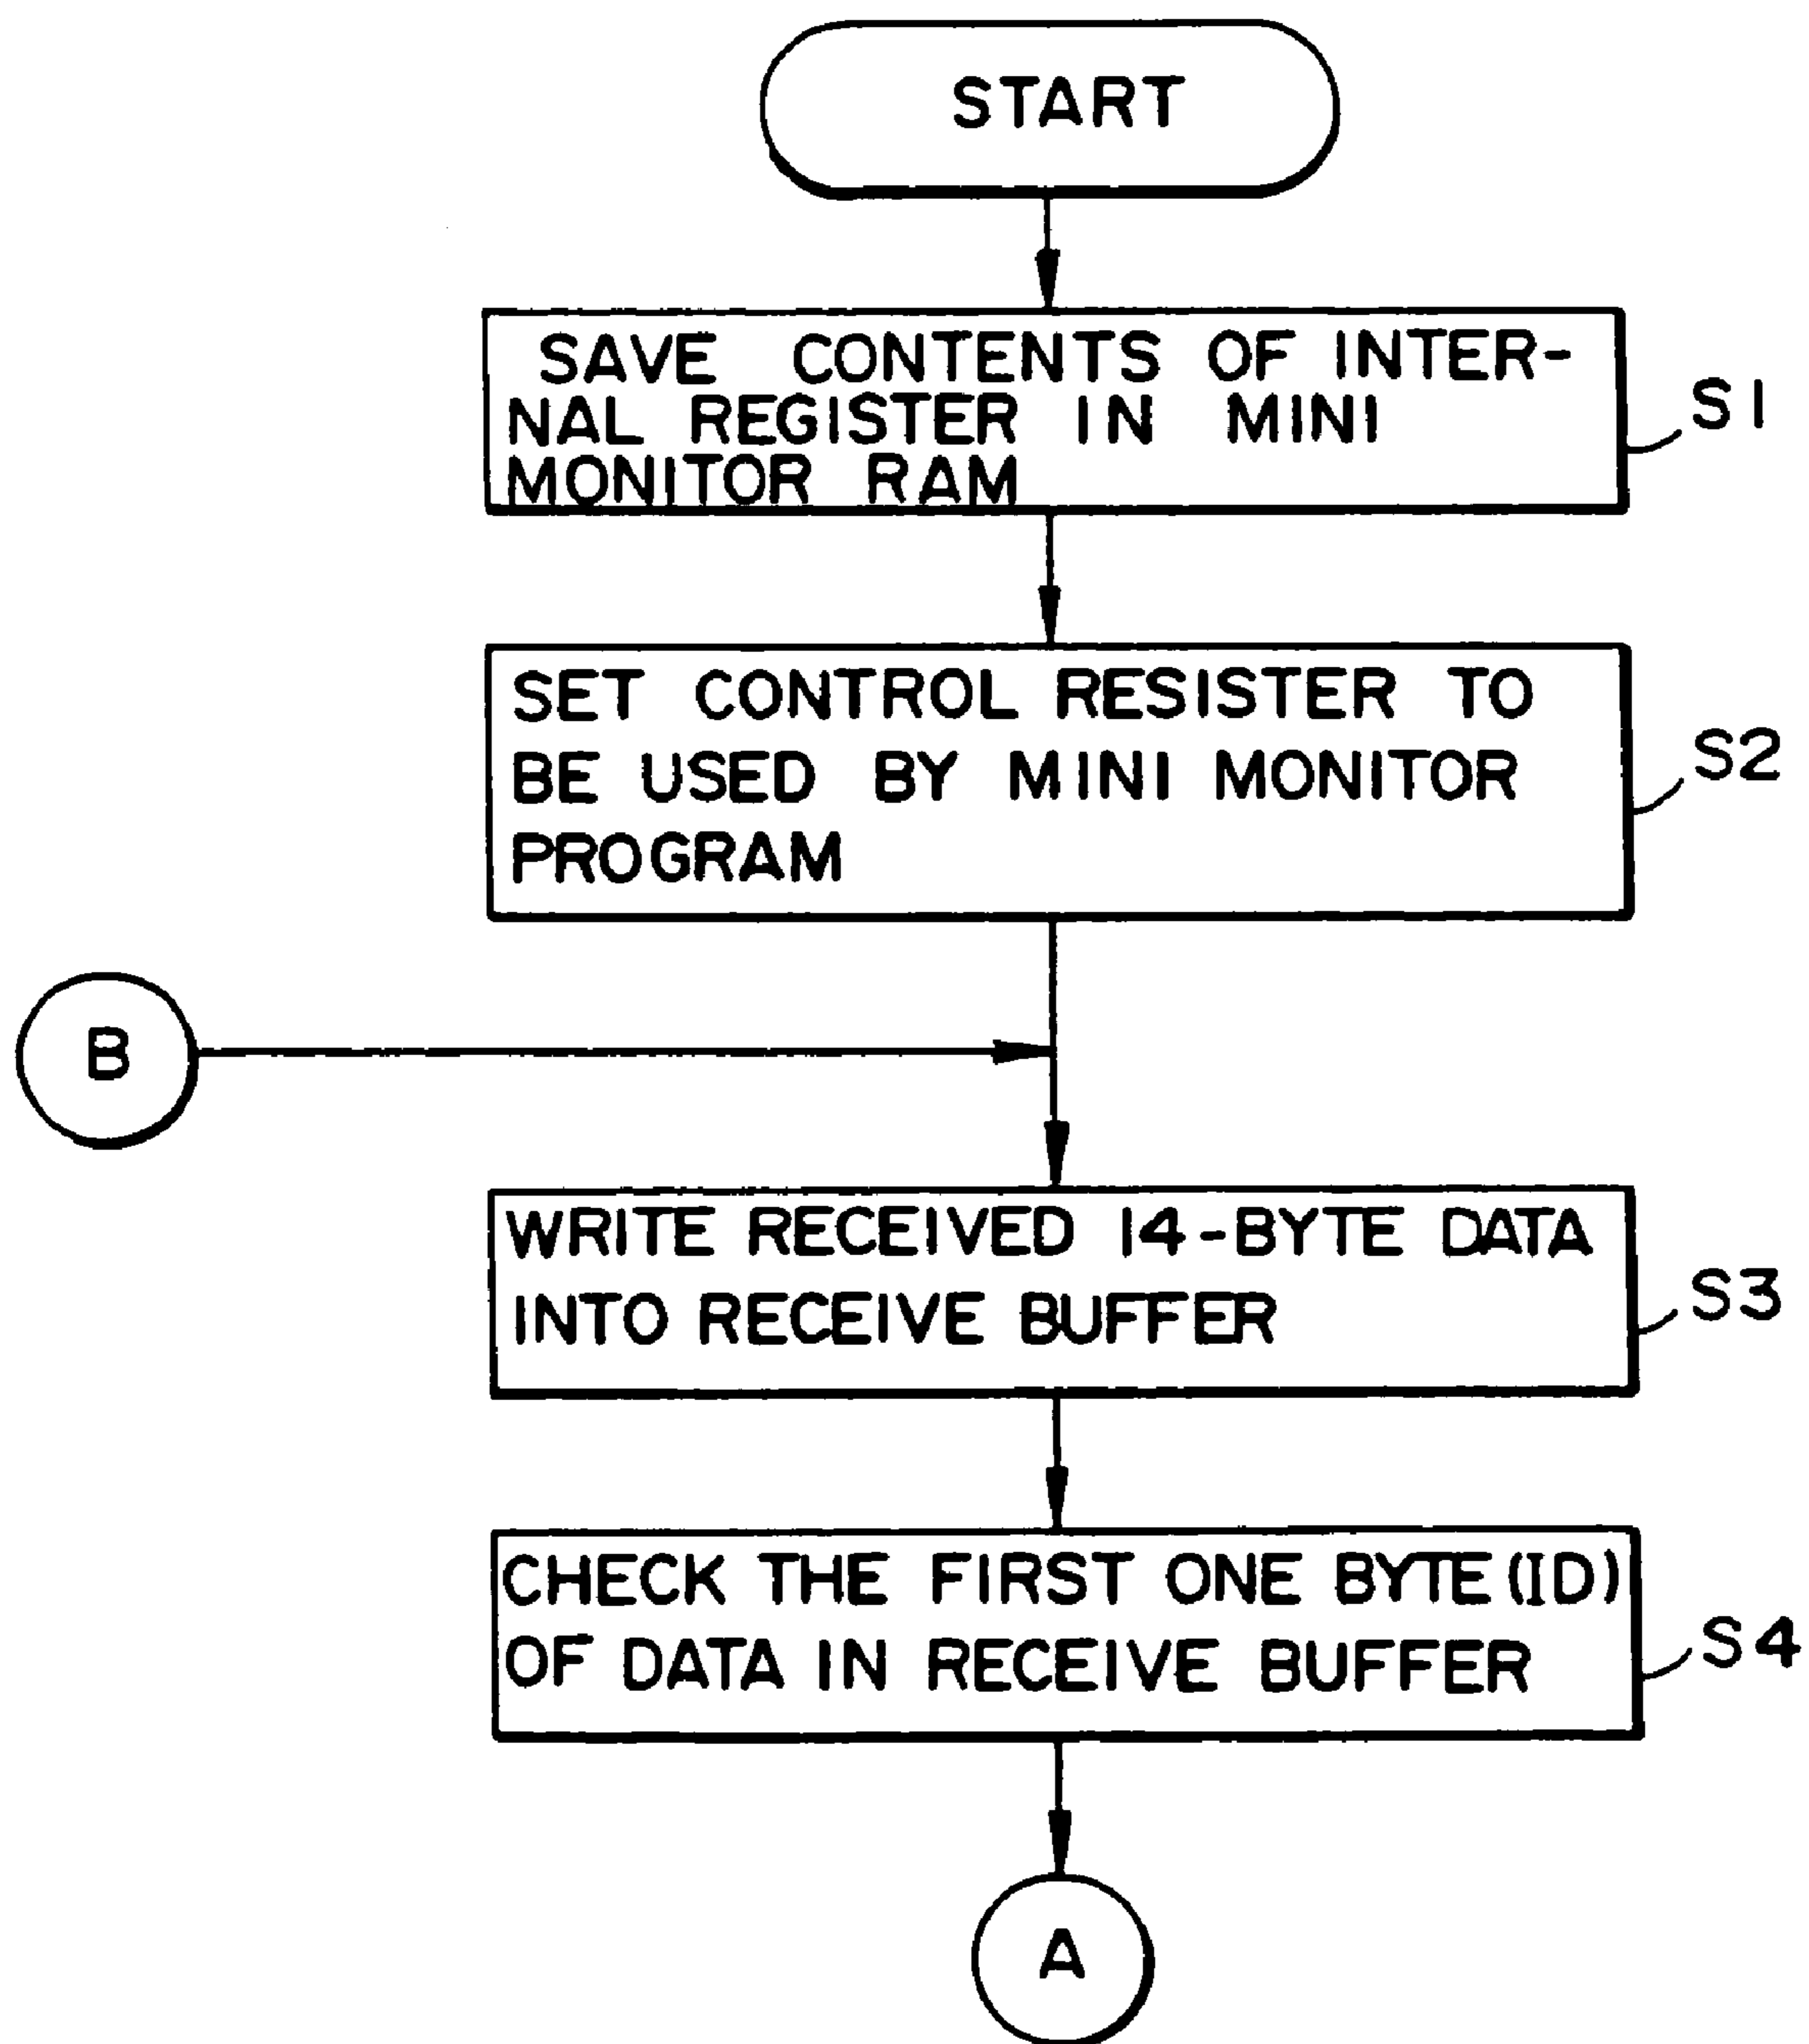 START
SAVE CONTENTS OF INTER-
NAL REGISTER IN MINI
MONITOR RAM
S1
SET CONTROL RESISTER TO
BE USED BY MINI MONITOR
PROGRAM
S2
B
WRITE RECEIVED 14-BYTE DATA
INTO RECEIVE BUFFER
S3
CHECK THE FIRST ONE BYTE (ID)
OF DATA IN RECEIVE BUFFER
S4
A